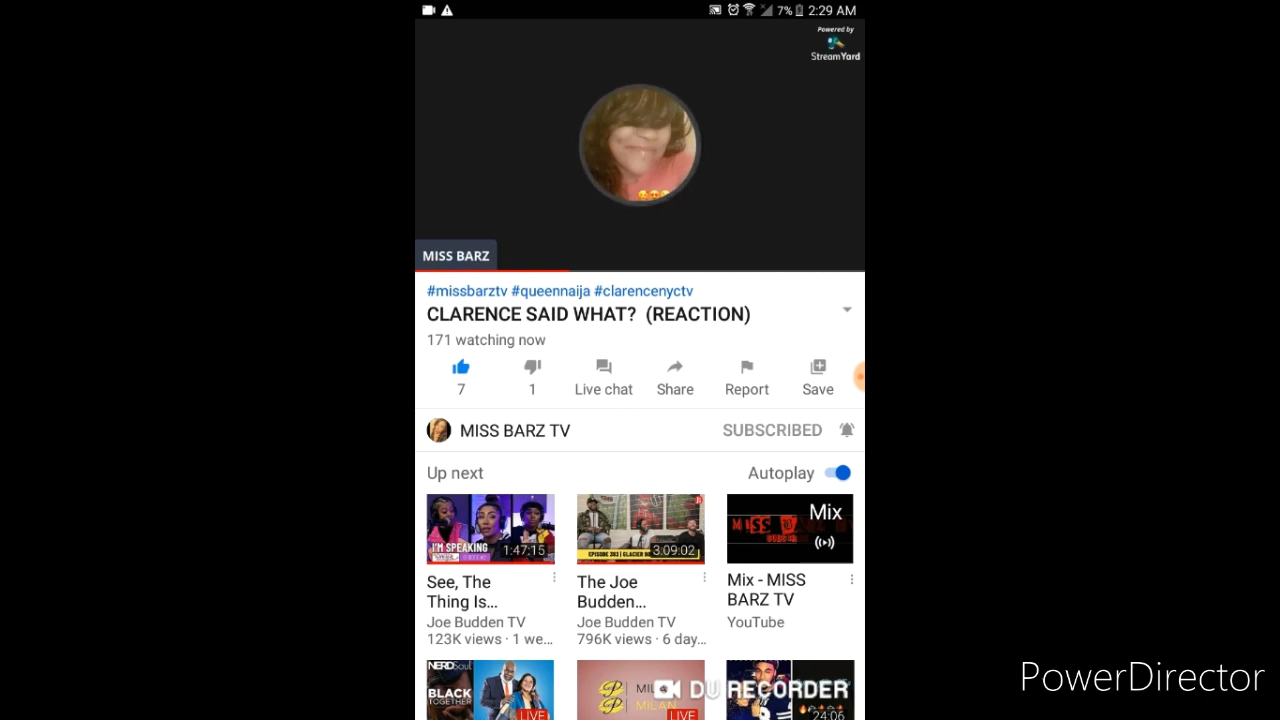 7% 2:29 AM
Powered by
StreamYard
MISS BARZ
#missbarztv #queennaija #clarencenyctv
CLARENCE SAID WHAT? (REACTION)
171 watching now
7
1
Live chat
Share
Report
Save
MISS BARZ TV
SUBSCRIBED
Up next
Autoplay
I'M SPEAKING
1:47:15
3:09:02
Mix
See, The
Thing Is...
Joe Budden TV
123K views · 1 we...
The Joe
Budden...
Joe Budden TV
796K views · 6 day...
Mix - MISS
BARZ TV
YouTube
NERDSoul
BLACK
TOGETHER
LIVE
MILAN
LIVE
24:06
DU RECORDER
PowerDirector